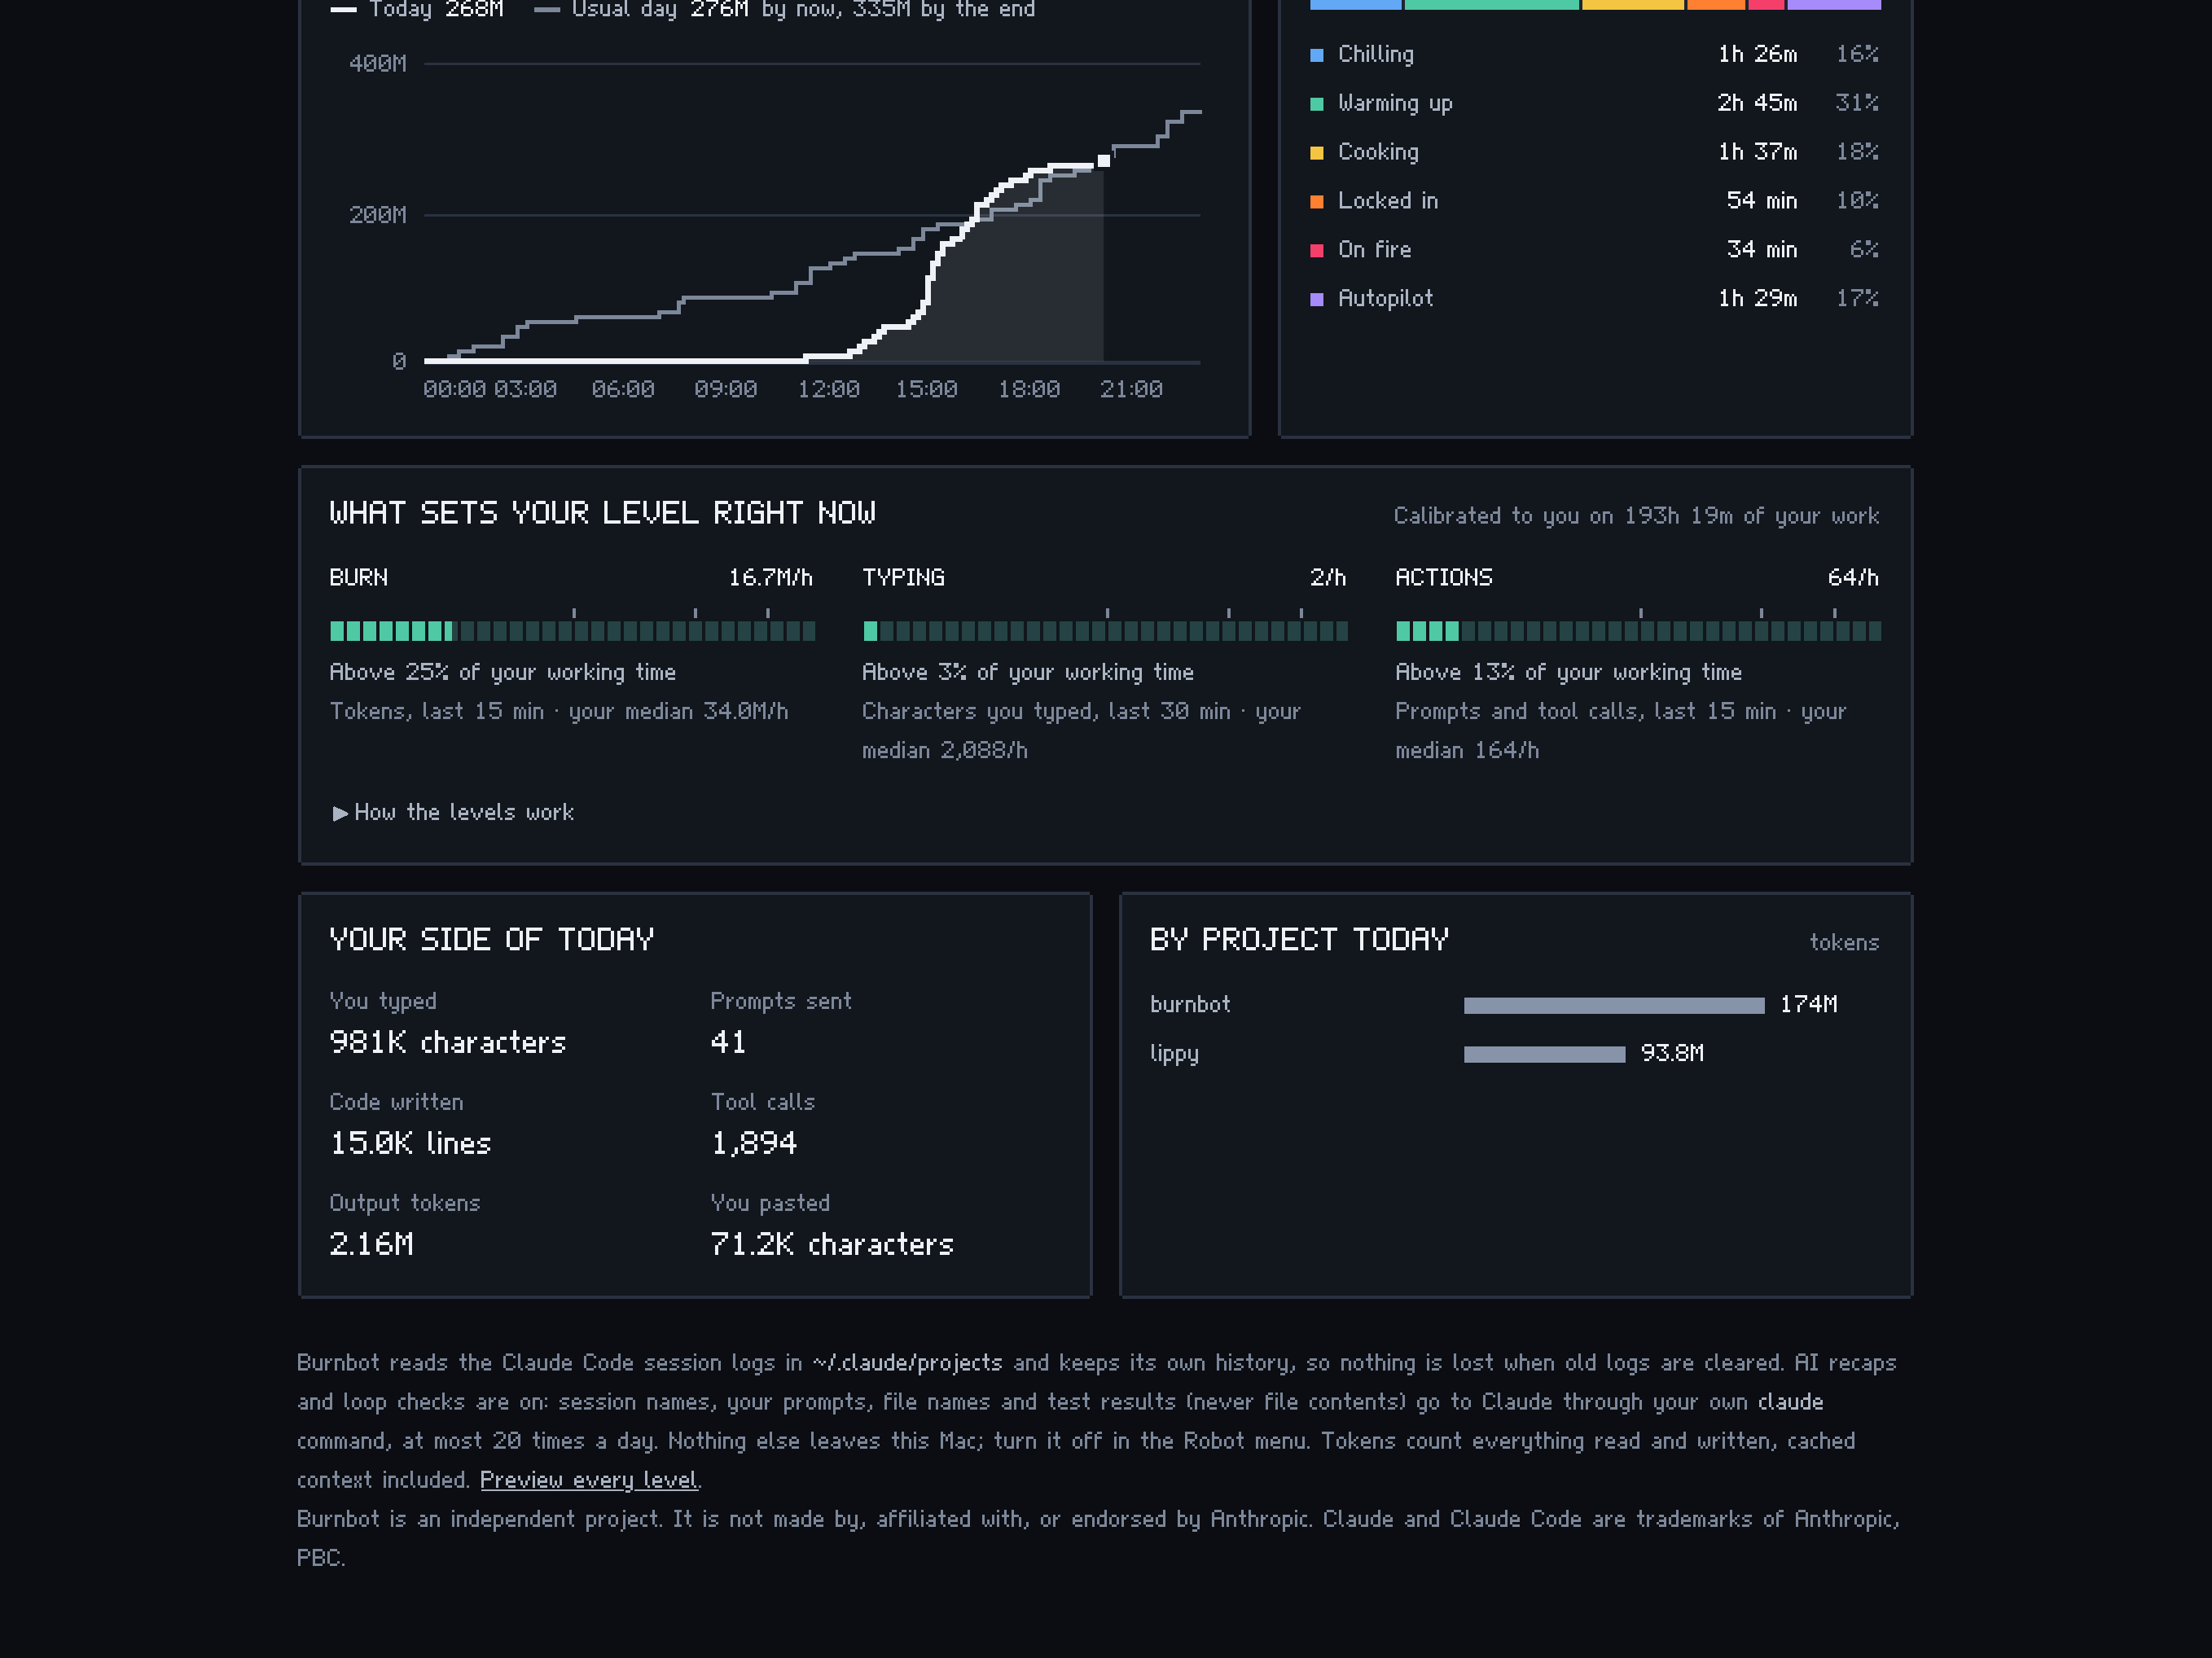 Today 268M Usual day 276M by now, 335M by the end
400M
200M
0
00:00 03:00 06:00 09:00 12:00 15:00 18:00 21:00
Chilling 1h 26m 16%
Warming up 2h 45m 31%
Cooking 1h 37m 18%
Locked in 54 min 10%
On fire 34 min 6%
Autopilot 1h 29m 17%
WHAT SETS YOUR LEVEL RIGHT NOW
Calibrated to you on 193h 19m of your work
BURN 16.7M/h
Above 25% of your working time
Tokens, last 15 min · your median 34.0M/h
TYPING 2/h
Above 3% of your working time
Characters you typed, last 30 min · your
median 2,088/h
ACTIONS 64/h
Above 13% of your working time
Prompts and tool calls, last 15 min · your
median 164/h
▶ How the levels work
YOUR SIDE OF TODAY
You typed
981K characters
Prompts sent
41
Code written
15.0K lines
Tool calls
1,894
Output tokens
2.16M
You pasted
71.2K characters
BY PROJECT TODAY tokens
burnbot 174M
lippy 93.8M
Burnbot reads the Claude Code session logs in ~/.claude/projects and keeps its own history, so nothing is lost when old logs are cleared. AI recaps
and loop checks are on: session names, your prompts, file names and test results (never file contents) go to Claude through your own claude
command, at most 20 times a day. Nothing else leaves this Mac; turn it off in the Robot menu. Tokens count everything read and written, cached
context included. Preview every level.
Burnbot is an independent project. It is not made by, affiliated with, or endorsed by Anthropic. Claude and Claude Code are trademarks of Anthropic,
PBC.